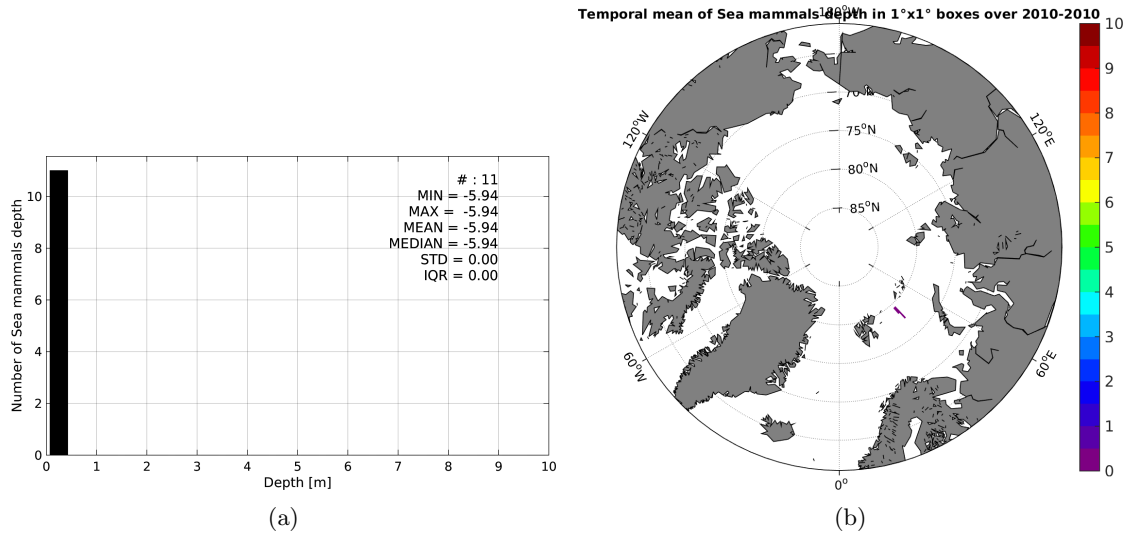 Temporal mean of Sea mammals depth in 1°x1° boxes over 2010-2010
180°W
# : 11
MIN = -5.94
MAX = -5.94
MEAN = -5.94
MEDIAN = -5.94
STD = 0.00
IQR = 0.00
Number of Sea mammals depth
10
8
6
4
2
0
0 1 2 3 4 5 6 7 8 9 10
Depth [m]
120°W
120°E
70°N
75°N
80°N
85°N
60°W
60°E
0°
10
9
8
7
6
5
4
3
2
1
0
(a)
(b)